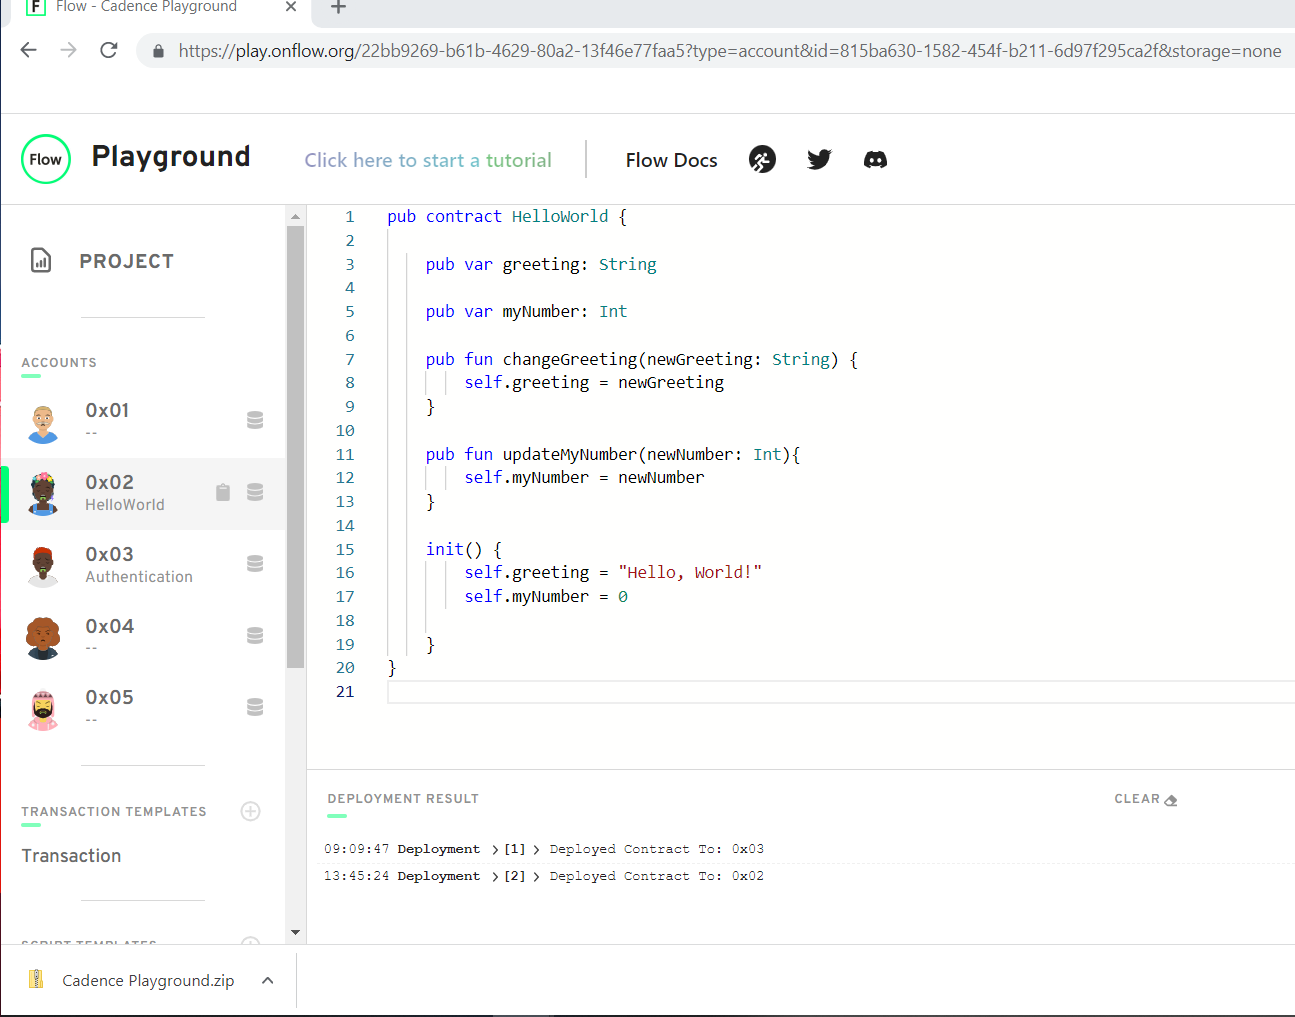 F Flow - Cadence Playground
https://play.onflow.org/22bb9269-b61b-4629-80a2-13f46e77faa5?type=account&id=815ba630-1582-454f-b211-6d97f295ca2f&storage=none
Flow Playground Click here to start a tutorial Flow Docs
PROJECT
ACCOUNTS
0x01
--
0x02
HelloWorld
0x03
Authentication
0x04
--
0x05
--
TRANSACTION TEMPLATES
Transaction
SCRIPT TEMPLATES
1 pub contract HelloWorld {
2
3 pub var greeting: String
4
5 pub var myNumber: Int
6
7 pub fun changeGreeting(newGreeting: String) {
8 self.greeting = newGreeting
9 }
10
11 pub fun updateMyNumber(newNumber: Int){
12 self.myNumber = newNumber
13 }
14
15 init() {
16 self.greeting = "Hello, World!"
17 self.myNumber = 0
18
19 }
20 }
21
DEPLOYMENT RESULT CLEAR
09:09:47 Deployment > [1] > Deployed Contract To: 0x03
13:45:24 Deployment > [2] > Deployed Contract To: 0x02
Cadence Playground.zip